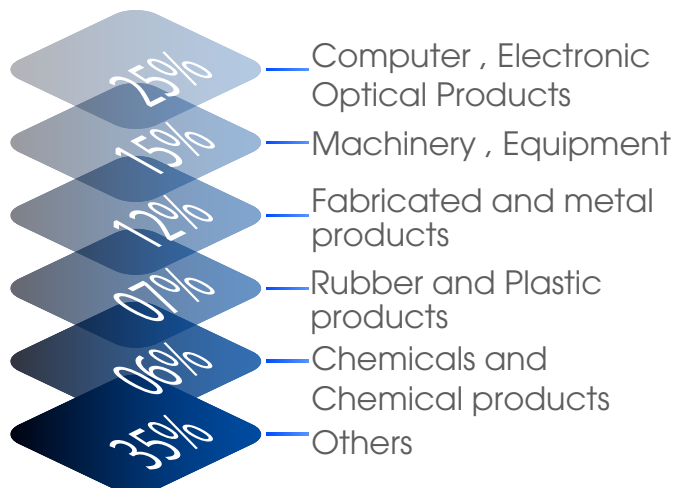 25%
Computer , Electronic
Optical Products
15%
Machinery , Equipment
12%
Fabricated and metal
products
07%
Rubber and Plastic
products
06%
Chemicals and
Chemical products
35%
Others